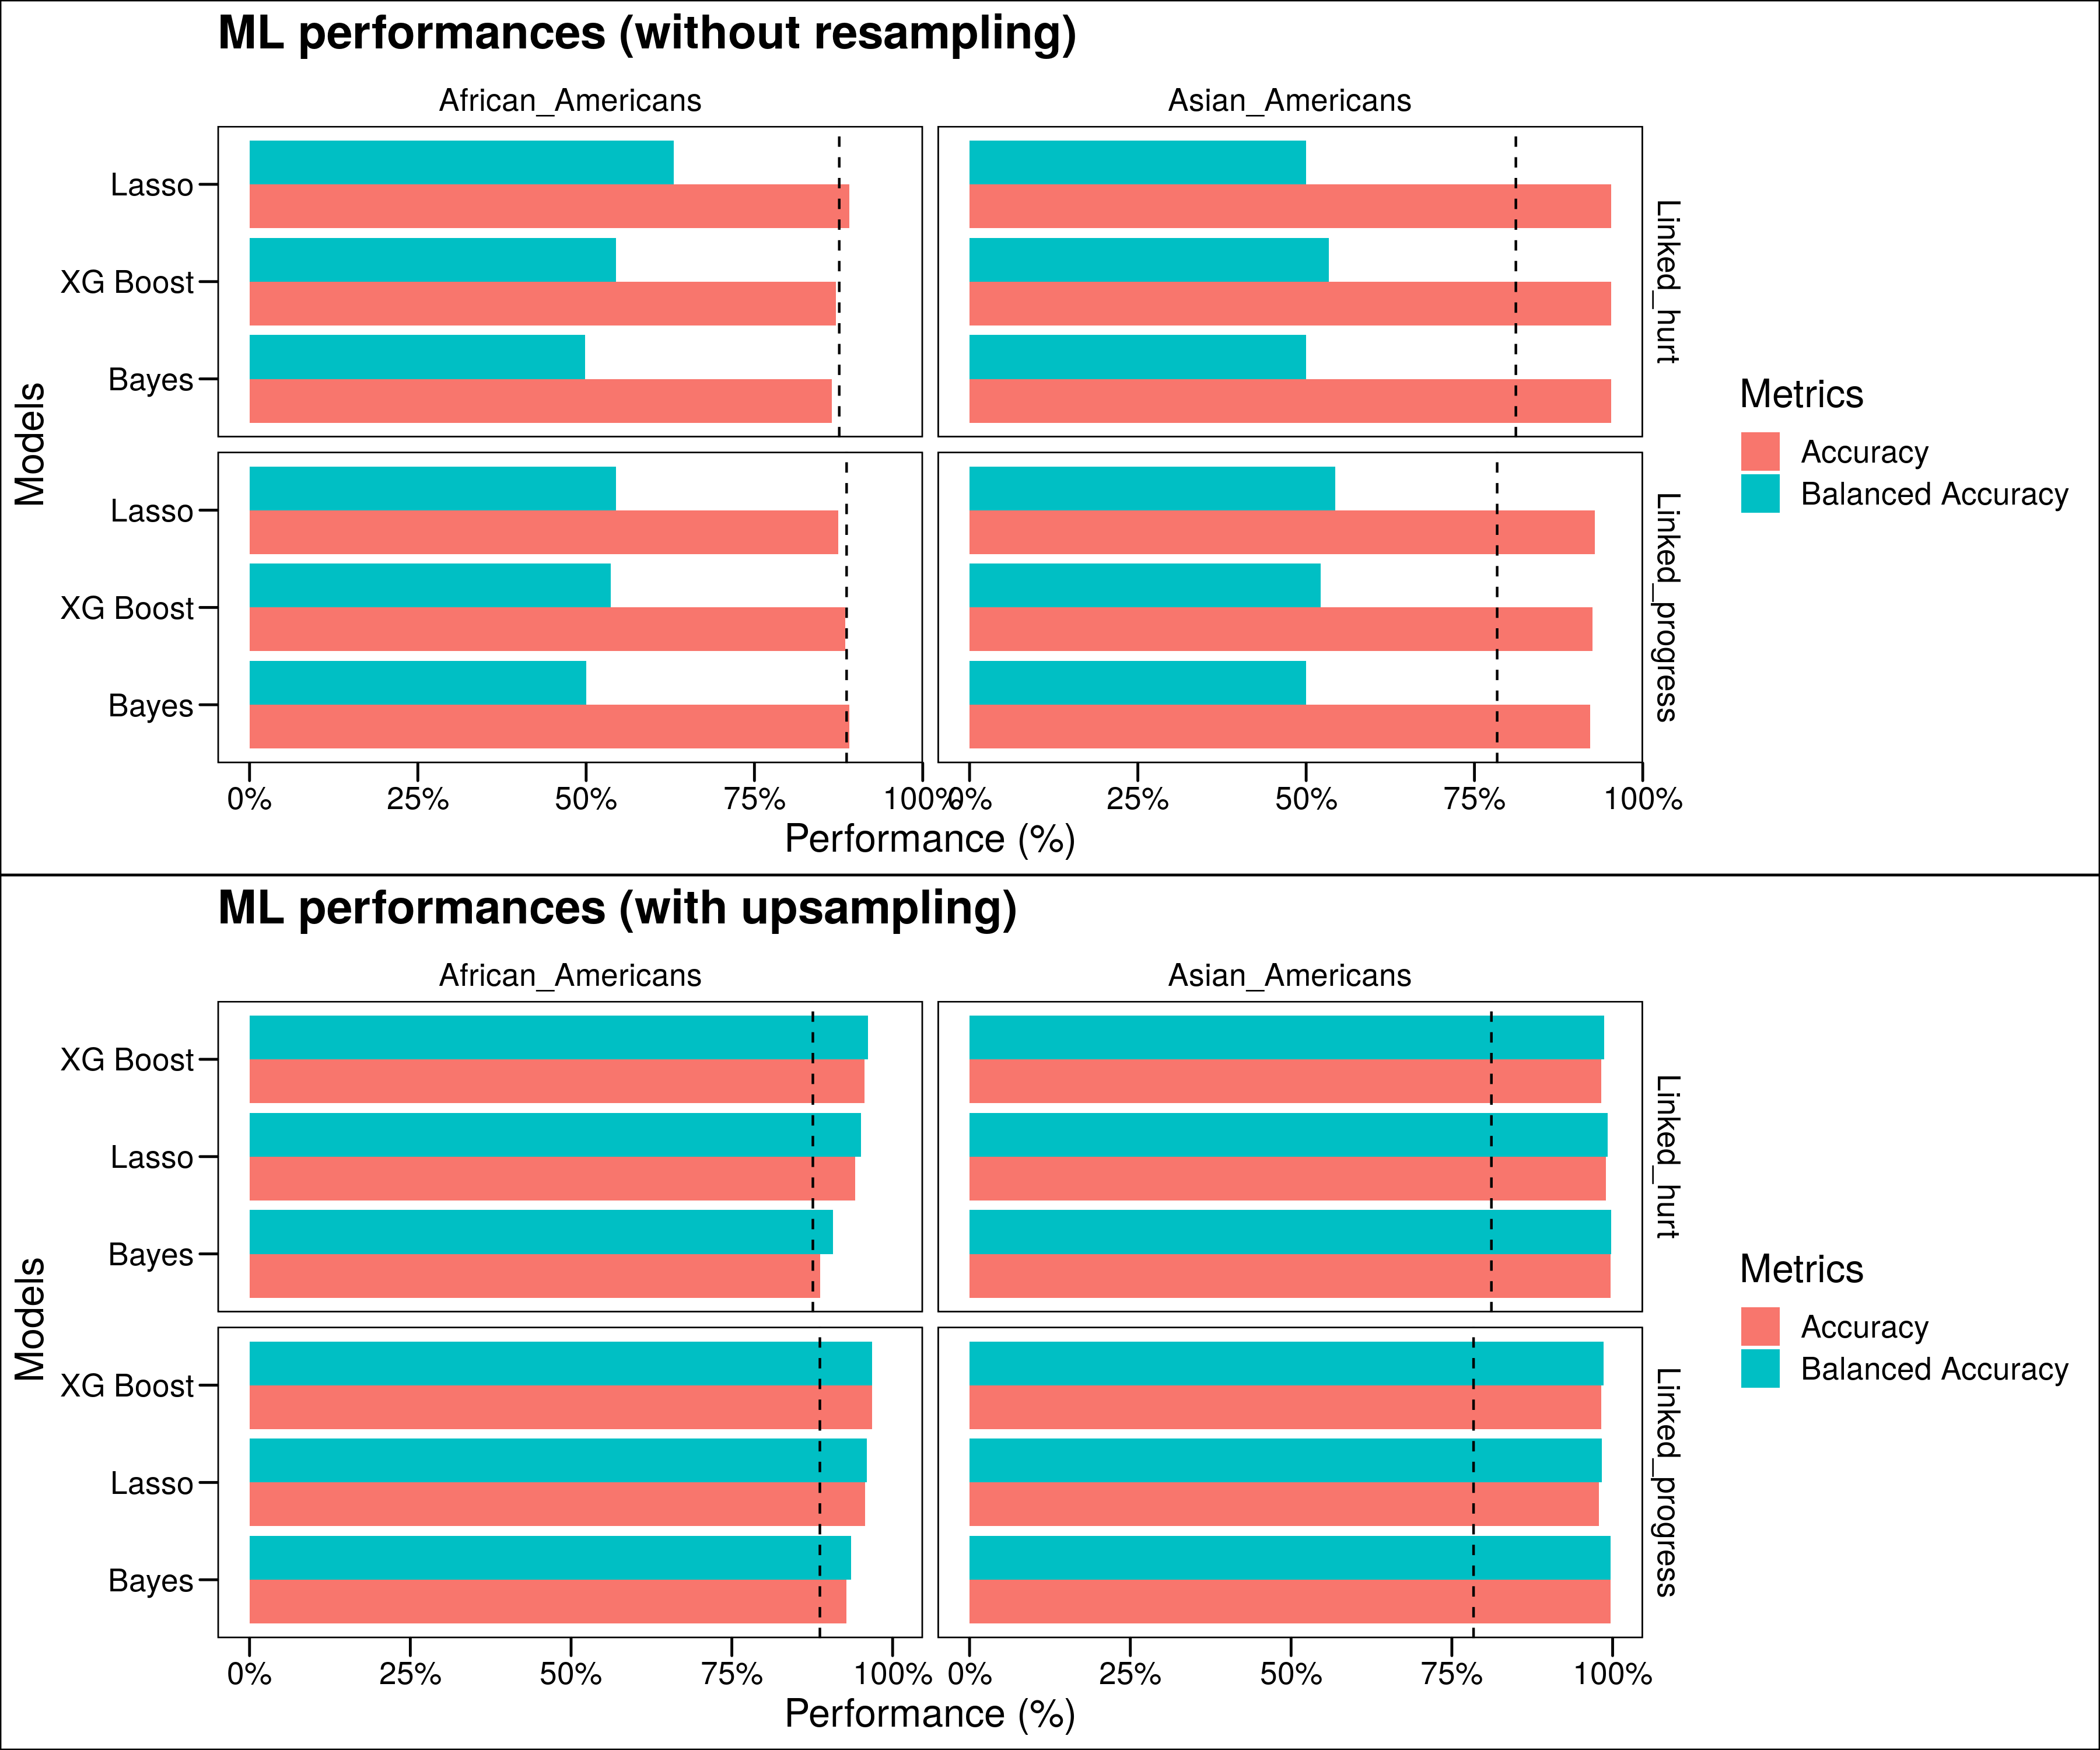 ML performances (without resampling)
African_Americans
Asian_Americans
Lasso
XG Boost
Bayes
Linked_hurt
Models
Metrics
Accuracy
Balanced Accuracy
Lasso
XG Boost
Bayes
Linked_progress
0% 25% 50% 75% 100% 0% 25% 50% 75% 100%
Performance (%)
ML performances (with upsampling)
African_Americans
Asian_Americans
XG Boost
Lasso
Bayes
Linked_hurt
Models
Metrics
Accuracy
Balanced Accuracy
XG Boost
Lasso
Bayes
Linked_progress
0% 25% 50% 75% 100% 0% 25% 50% 75% 100%
Performance (%)